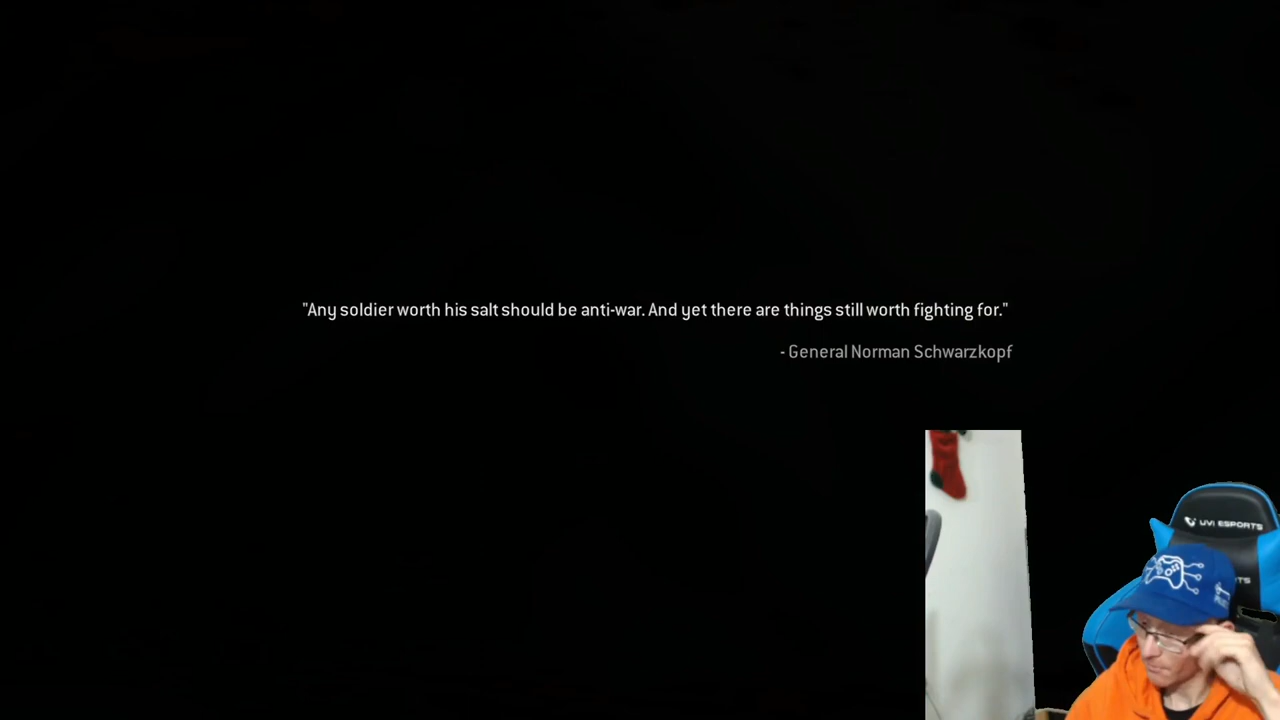 "Any soldier worth his salt should be anti-war. And yet there are things still worth fighting for."
- General Norman Schwarzkopf
UVI ESPORTS